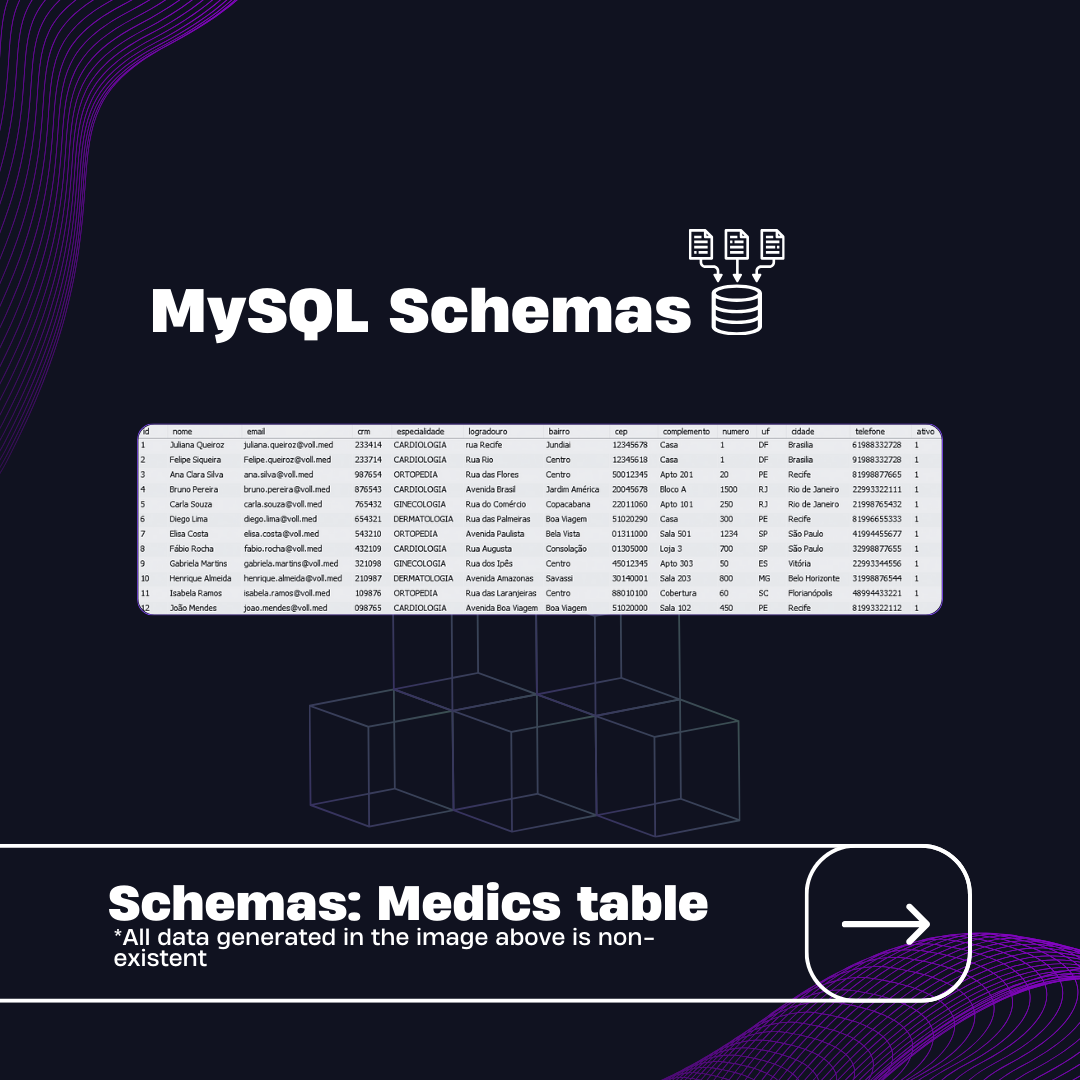 MySQL Schemas
id nome email crm especialidade logradouro bairro cep complemento numero uf cidade telefone ativo
1 Juliana Queiroz juliana.queiroz@voll.med 233414 CARDIOLOGIA rua Recife Jundiai 12345678 Casa 1 DF Brasilia 61988332728 1
2 Felipe Siqueira Felipe.queiroz@voll.med 233714 CARDIOLOGIA Rua Rio Centro 12345618 Casa 1 DF Brasilia 91988332728 1
3 Ana Clara Silva ana.silva@voll.med 987654 ORTOPEDIA Rua das Flores Centro 50012345 Apto 201 20 PE Recife 81998877665 1
4 Bruno Pereira bruno.pereira@voll.med 876543 CARDIOLOGIA Avenida Brasil Jardim América 20045678 Bloco A 1500 RJ Rio de Janeiro 22993322111 1
5 Carla Souza carla.souza@voll.med 765432 GINECOLOGIA Rua do Comércio Copacabana 22011060 Apto 101 250 RJ Rio de Janeiro 21998765432 1
6 Diego Lima diego.lima@voll.med 654321 DERMATOLOGIA Rua das Palmeiras Boa Viagem 51020290 Casa 300 PE Recife 81996655333 1
7 Elisa Costa elisa.costa@voll.med 543210 ORTOPEDIA Avenida Paulista Bela Vista 01311000 Sala 501 1234 SP São Paulo 41994455677 1
8 Fábio Rocha fabio.rocha@voll.med 432109 CARDIOLOGIA Rua Augusta Consolação 01305000 Loja 3 700 SP São Paulo 32998877655 1
9 Gabriela Martins gabriela.martins@voll.med 321098 GINECOLOGIA Rua dos Ipês Centro 45012345 Apto 303 50 ES Vitória 22993344556 1
10 Henrique Almeida henrique.almeida@voll.med 210987 DERMATOLOGIA Avenida Amazonas Savassi 30140001 Sala 203 800 MG Belo Horizonte 31998876544 1
11 Isabela Ramos isabela.ramos@voll.med 109876 ORTOPEDIA Rua das Laranjeiras Centro 88010100 Cobertura 60 SC Florianópolis 48994433221 1
12 João Mendes joao.mendes@voll.med 098765 CARDIOLOGIA Avenida Boa Viagem Boa Viagem 51020000 Sala 102 450 PE Recife 81993322112 1
Schemas: Medics table
*All data generated in the image above is non-
existent